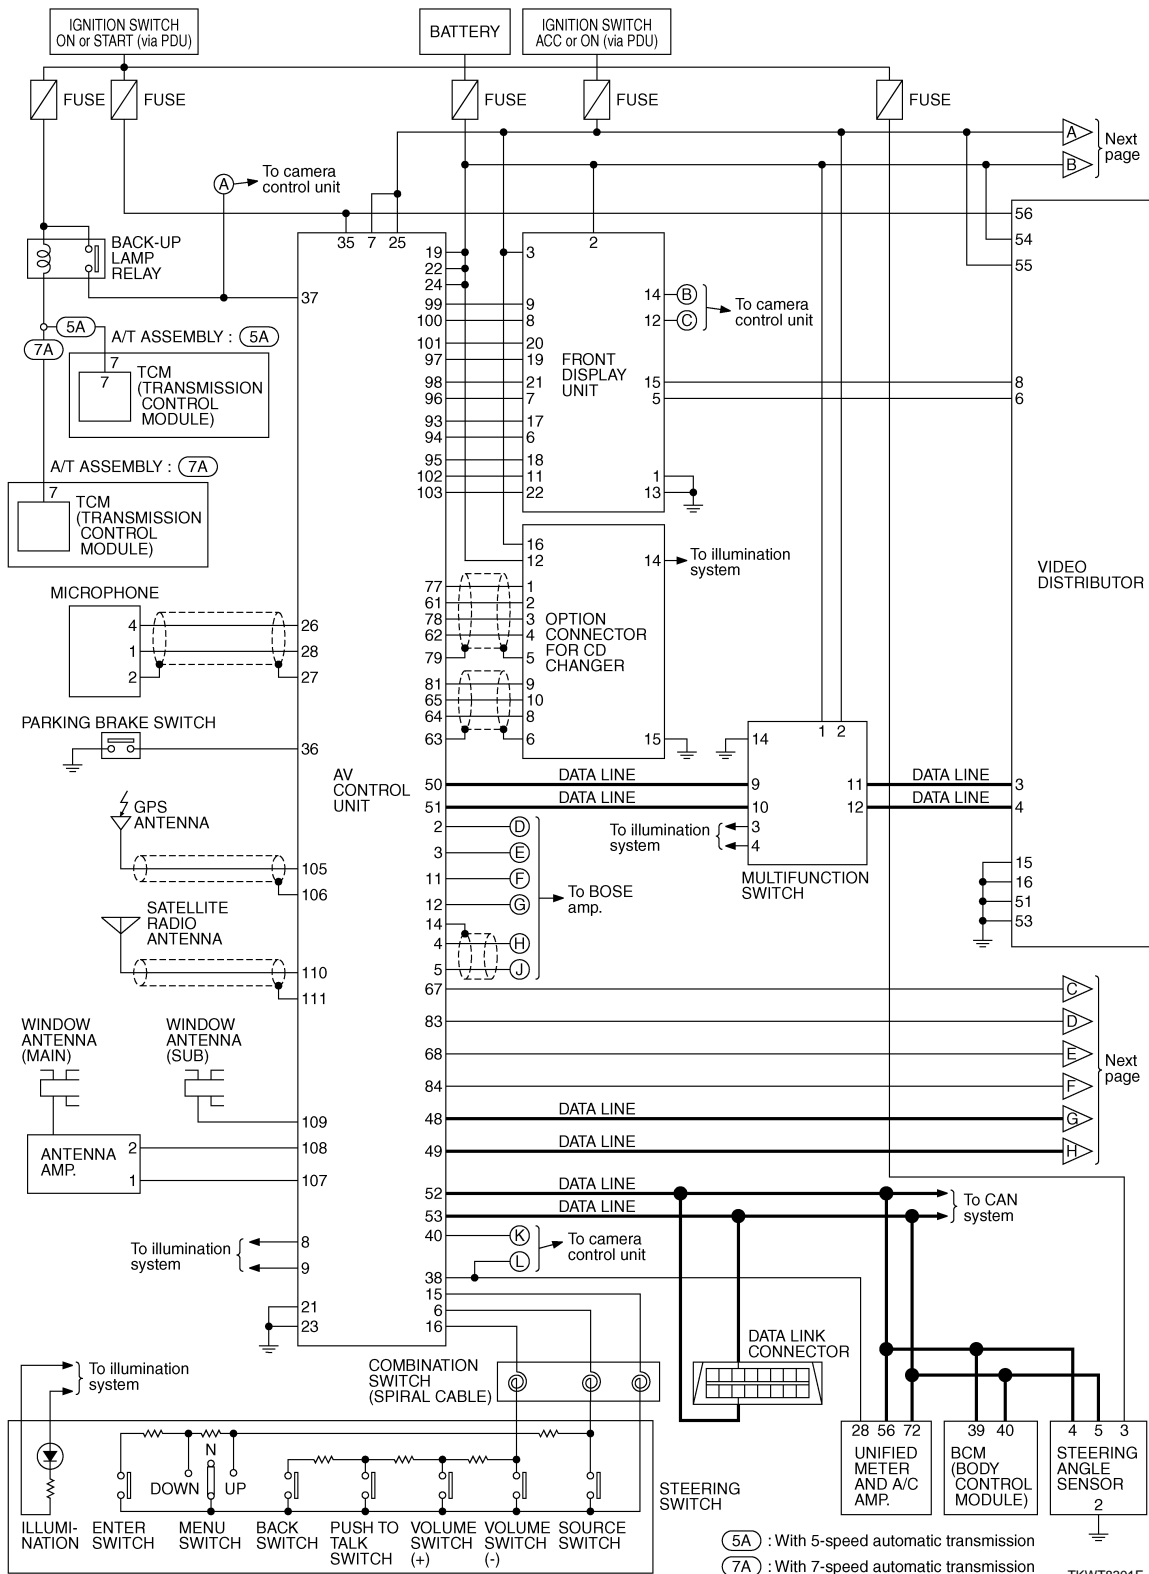 IGNITION SWITCH
ON or START (via PDU)
BATTERY
IGNITION SWITCH
ACC or ON (via PDU)
FUSE
FUSE
FUSE
FUSE
FUSE
A
B
Next
page
A
To camera
control unit
56
54
55
BACK-UP
LAMP
RELAY
35 7 25
37
19
22
24
99
100
101
97
98
96
93
94
95
102
103
2
3
9
8
20
19
21
7
17
6
18
11
22
FRONT
DISPLAY
UNIT
14 B
12 C
To camera
control unit
15
5
8
6
1
13
5A
7A
A/T ASSEMBLY : 5A
7
7
TCM
(TRANSMISSION
CONTROL
MODULE)
A/T ASSEMBLY : 7A
7
TCM
(TRANSMISSION
CONTROL
MODULE)
16
12
14
To illumination
system
VIDEO
DISTRIBUTOR
77
61
78
62
79
1
2
3
4
5
OPTION
CONNECTOR
FOR CD
CHANGER
81
65
64
63
9
10
8
6
15
MICROPHONE
4
1
2
26
28
27
PARKING BRAKE SWITCH
36
AV
CONTROL
UNIT
50
51
DATA LINE
DATA LINE
1 2
14
9
10
11
12
DATA LINE
DATA LINE
3
4
To illumination
system
3
4
MULTIFUNCTION
SWITCH
15
16
51
53
GPS
ANTENNA
105
106
2 D
3 E
11 F
12 G
14
4 H
5 J
To BOSE
amp.
SATELLITE
RADIO
ANTENNA
110
111
67
83
68
84
48
49
DATA LINE
DATA LINE
C
D
E
F
G
H
Next
page
WINDOW
ANTENNA
(MAIN)
WINDOW
ANTENNA
(SUB)
109
108
107
ANTENNA
AMP.
2
1
52
53
DATA LINE
DATA LINE
To CAN
system
40 K
L
To camera
control unit
38
15
6
16
To illumination
system
8
9
21
23
To illumination
system
COMBINATION
SWITCH
(SPIRAL CABLE)
DATA LINK
CONNECTOR
28 56 72
UNIFIED
METER
AND A/C
AMP.
39 40
BCM
(BODY
CONTROL
MODULE)
4 5 3
STEERING
ANGLE
SENSOR
2
N
DOWN UP
STEERING
SWITCH
ILLUMI-
NATION
ENTER
SWITCH
MENU
SWITCH
BACK
SWITCH
PUSH TO
TALK
SWITCH
VOLUME
SWITCH
(+)
VOLUME
SWITCH
(-)
SOURCE
SWITCH
5A : With 5-speed automatic transmission
7A : With 7-speed automatic transmission